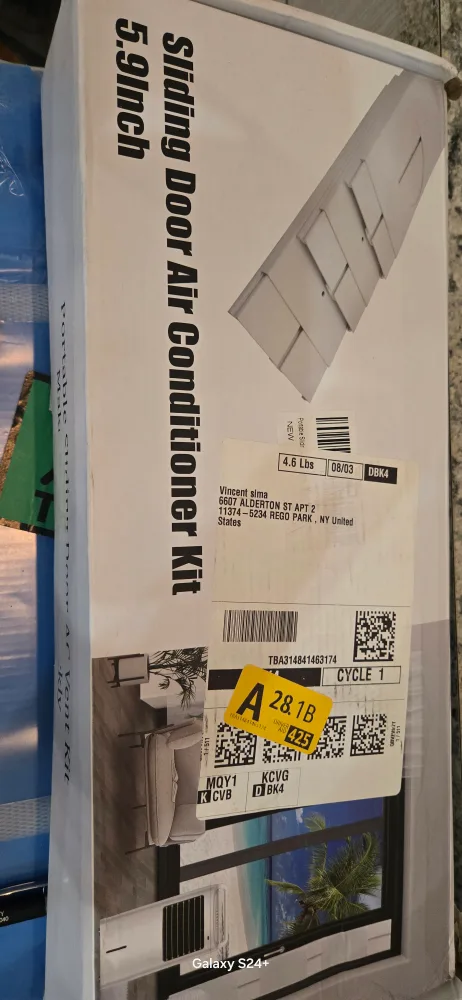 Sliding Door Air Conditioner Kit
5.9Inch
NEW
4.6 Lbs
08/03
DBK4
Vincent sima
6607 ALDERTON ST APT 2
11374-5234 REGO PARK , NY United
States
TBA314841463174
CYCLE 1
A 28.1B
425
MQY1
KCVG
K CVB
D BK4
Galaxy S24+